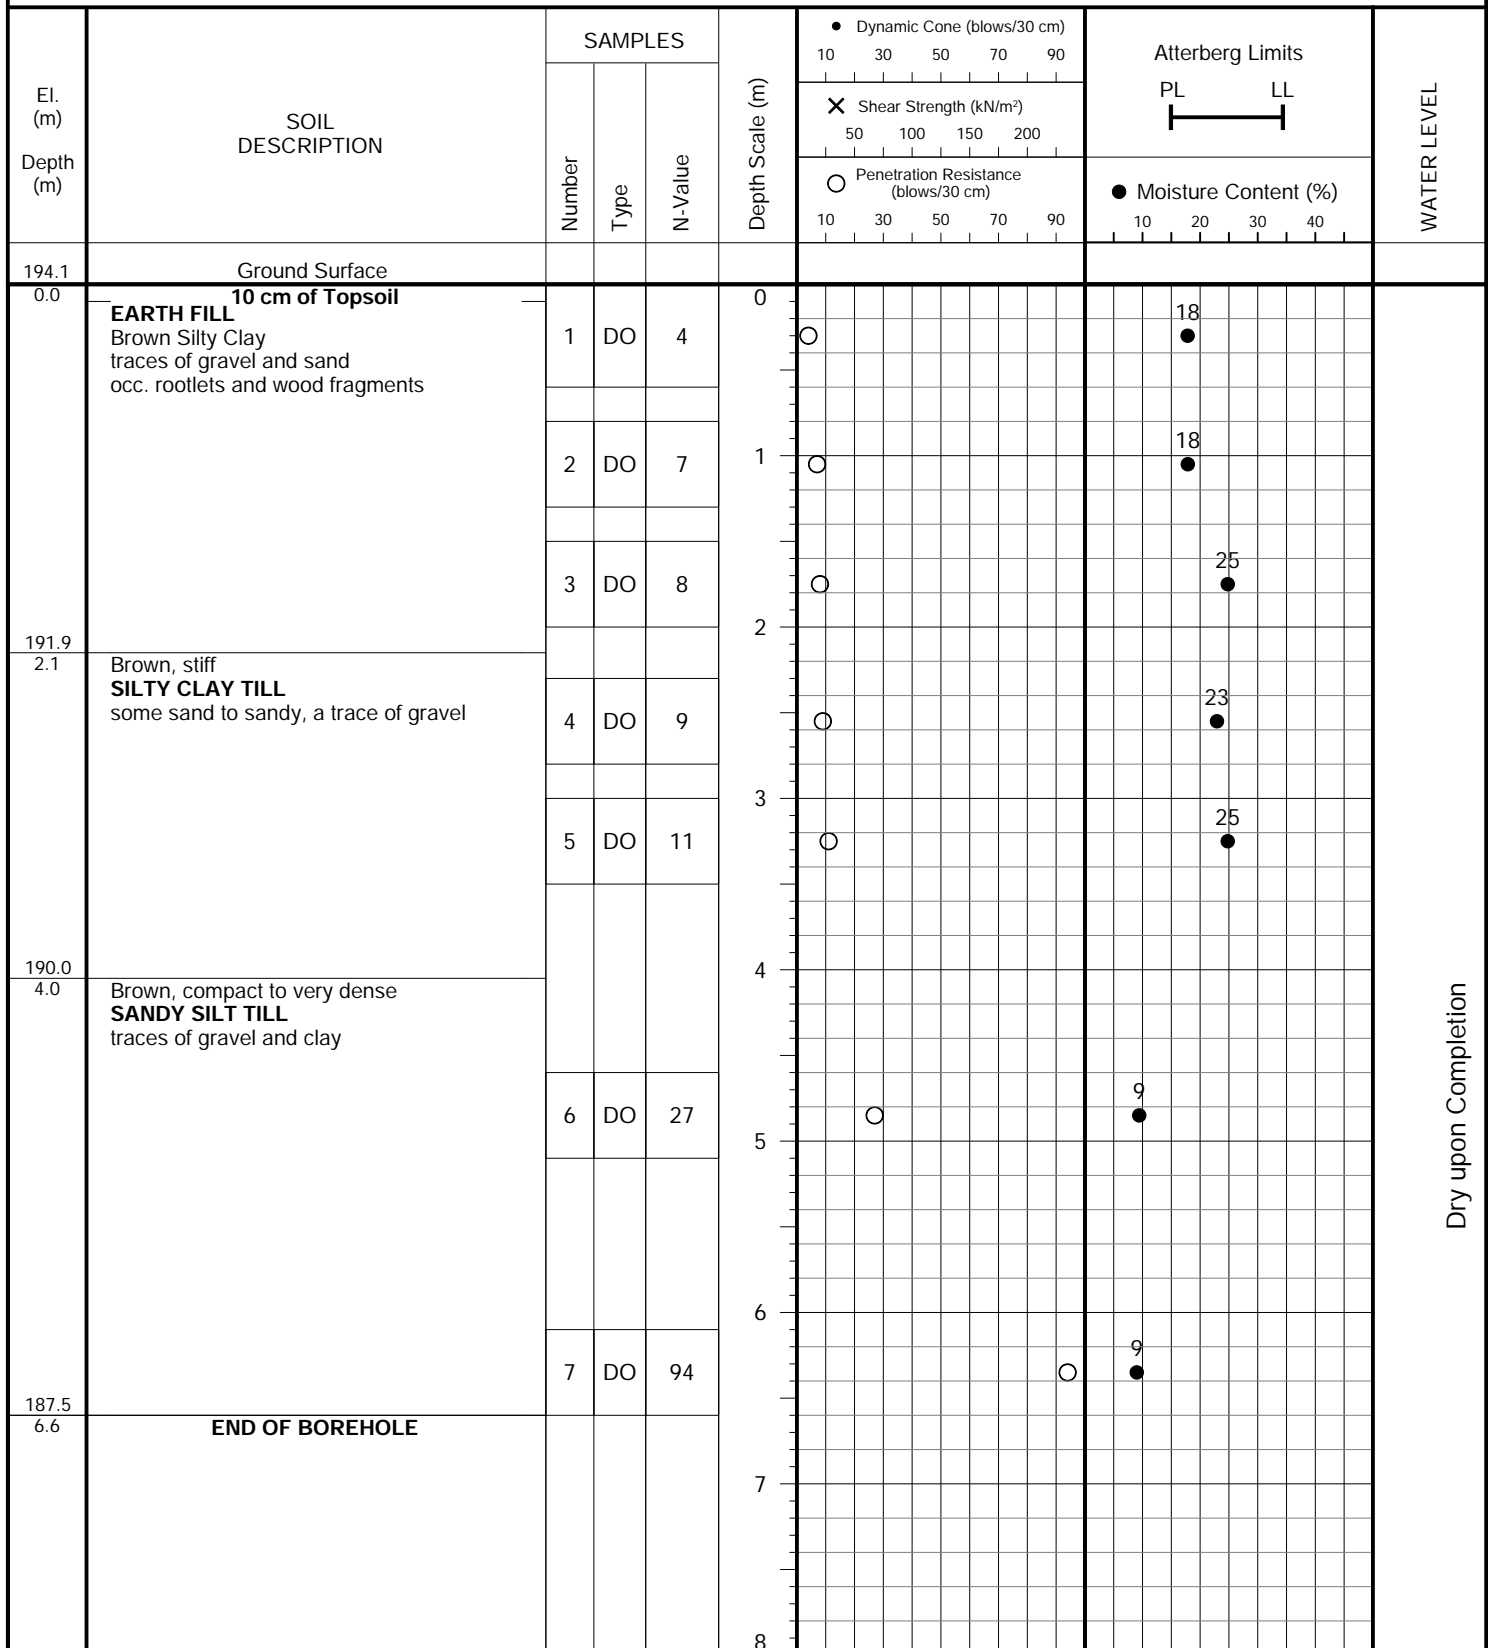 El.
(m)
Depth
(m)
SOIL
DESCRIPTION
SAMPLES
Number
Type
N-Value
Depth Scale (m)
Dynamic Cone (blows/30 cm)
10 30 50 70 90
Shear Strength (kN/m²)
50 100 150 200
Penetration Resistance
(blows/30 cm)
10 30 50 70 90
Atterberg Limits
PL LL
Moisture Content (%)
10 20 30 40
WATER LEVEL
194.1 Ground Surface
0.0 10 cm of Topsoil 0
EARTH FILL
Brown Silty Clay
traces of gravel and sand
occ. rootlets and wood fragments
1 DO 4 18
2 DO 7 1 18
3 DO 8 25
2
191.9
2.1 Brown, stiff
SILTY CLAY TILL
some sand to sandy, a trace of gravel
4 DO 9 23
3
5 DO 11 25
190.0 4
4.0 Brown, compact to very dense
SANDY SILT TILL
traces of gravel and clay
6 DO 27 9
5
Dry upon Completion
6
7 DO 94 9
187.5
6.6 END OF BOREHOLE
7
8